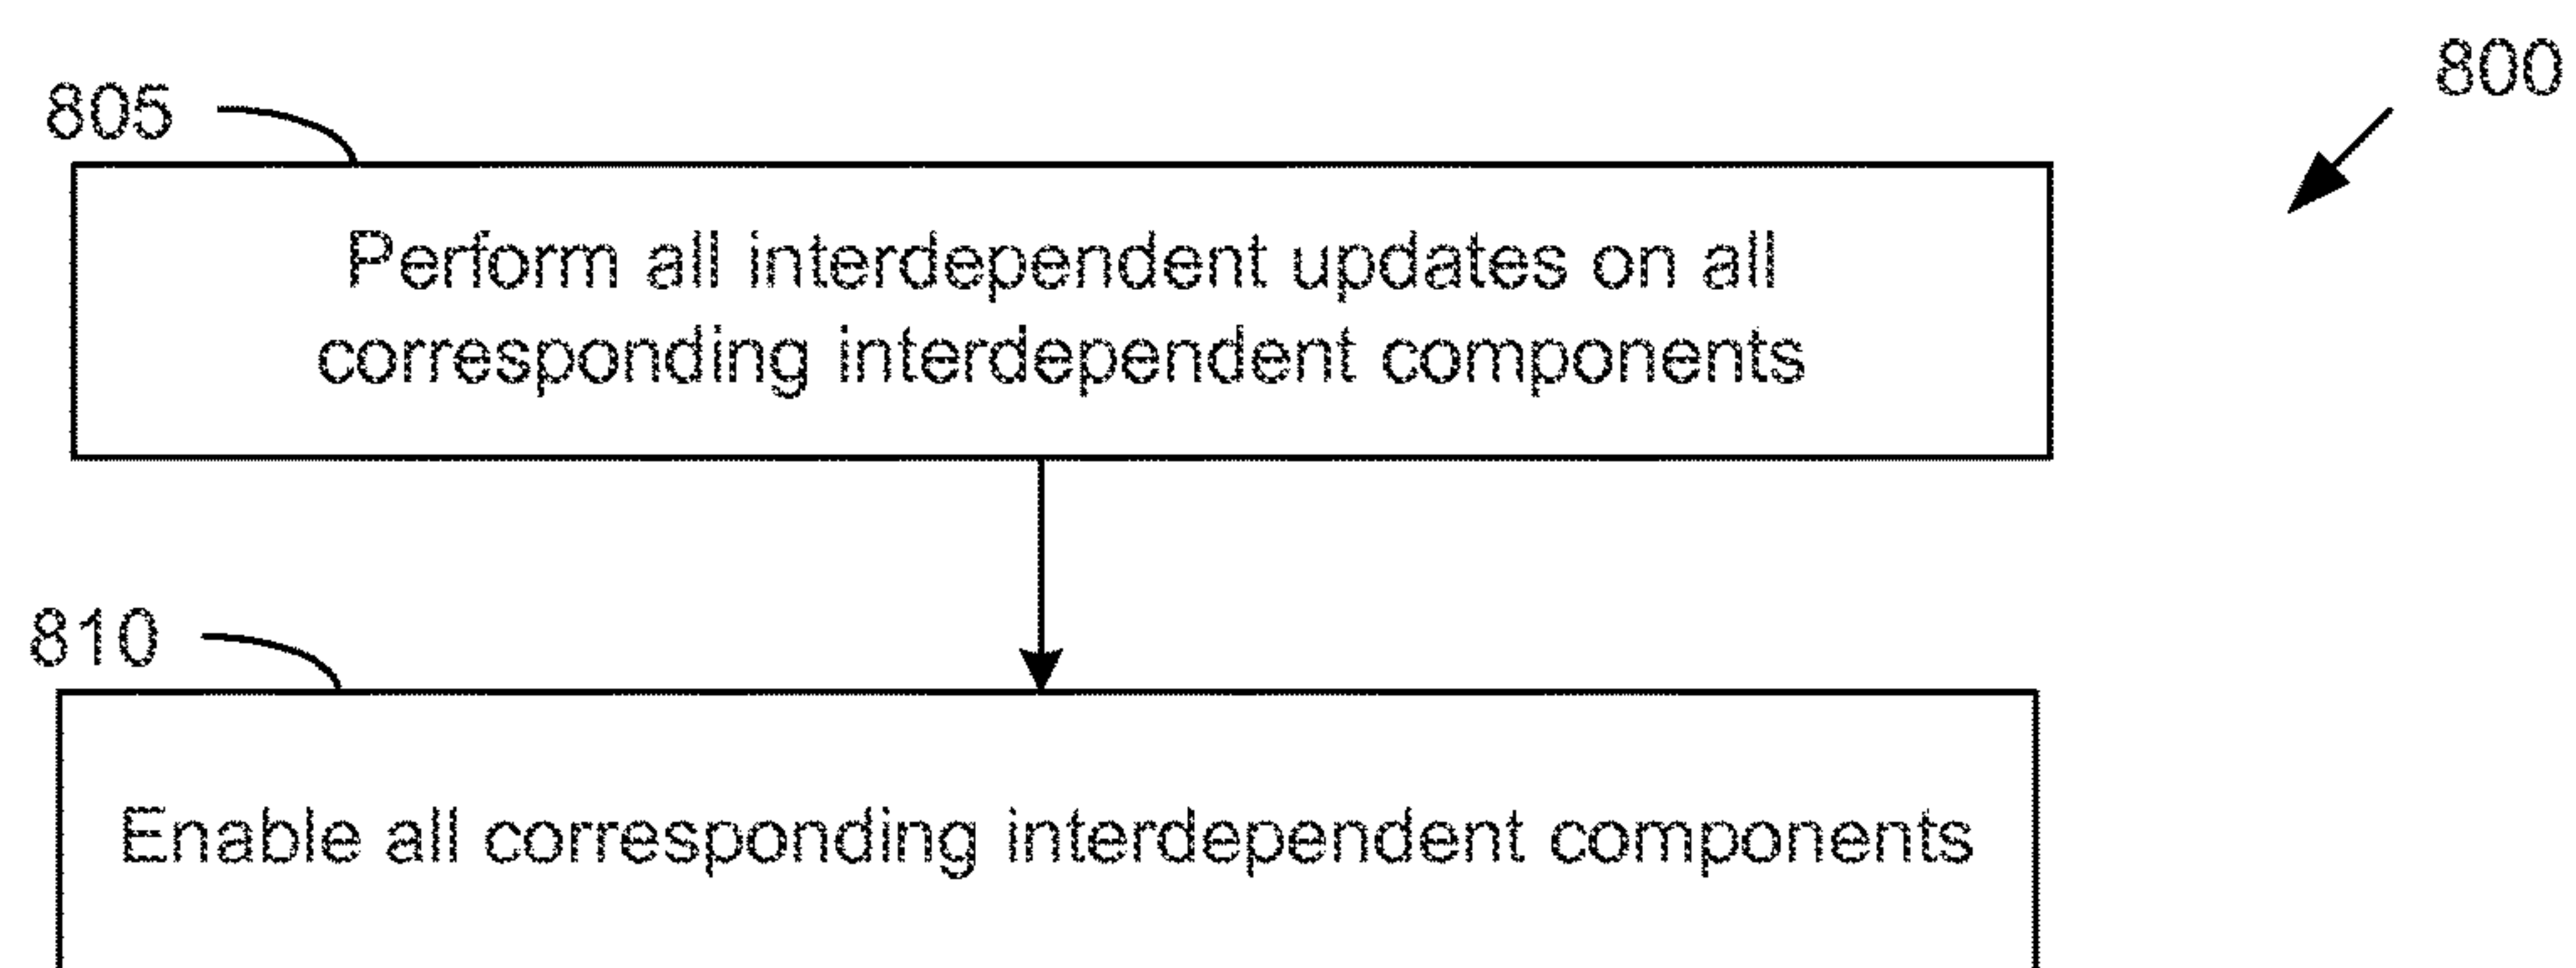 800
805
Perform all interdependent updates on all
corresponding interdependent components
810
Enable all corresponding interdependent components